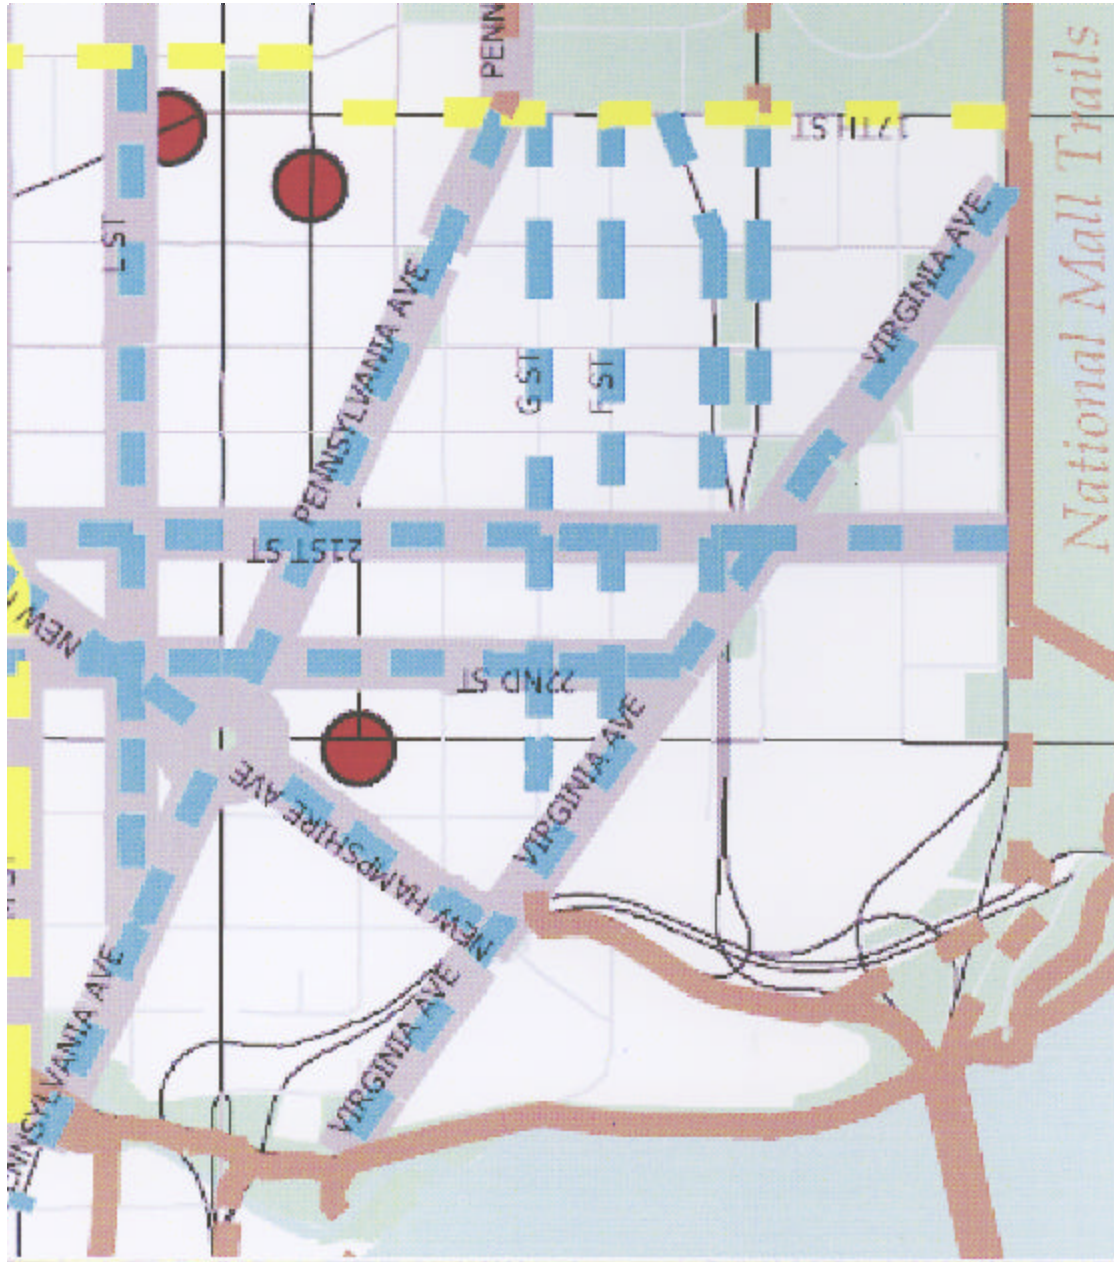 PENN
17TH ST
National Mall Trails
VIRGINIA AVE
L ST
PENNSYLVANIA AVE
G ST
F ST
21ST ST
NEW
22ND ST
VIRGINIA AVE
NEW HAMPSHIRE AVE
VIRGINIA AVE
ENNSYLVANIA AVE